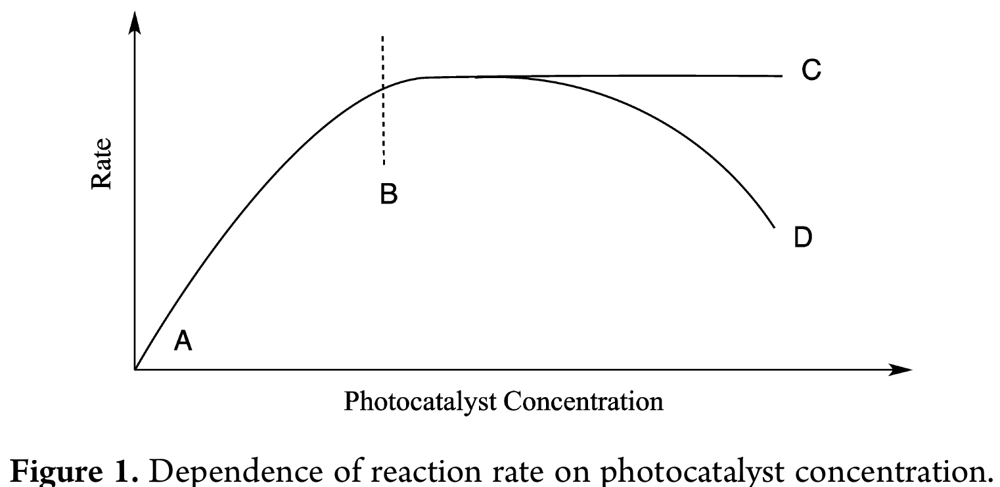 C
Rate
B
D
A
Photocatalyst Concentration
Figure 1. Dependence of reaction rate on photocatalyst concentration.